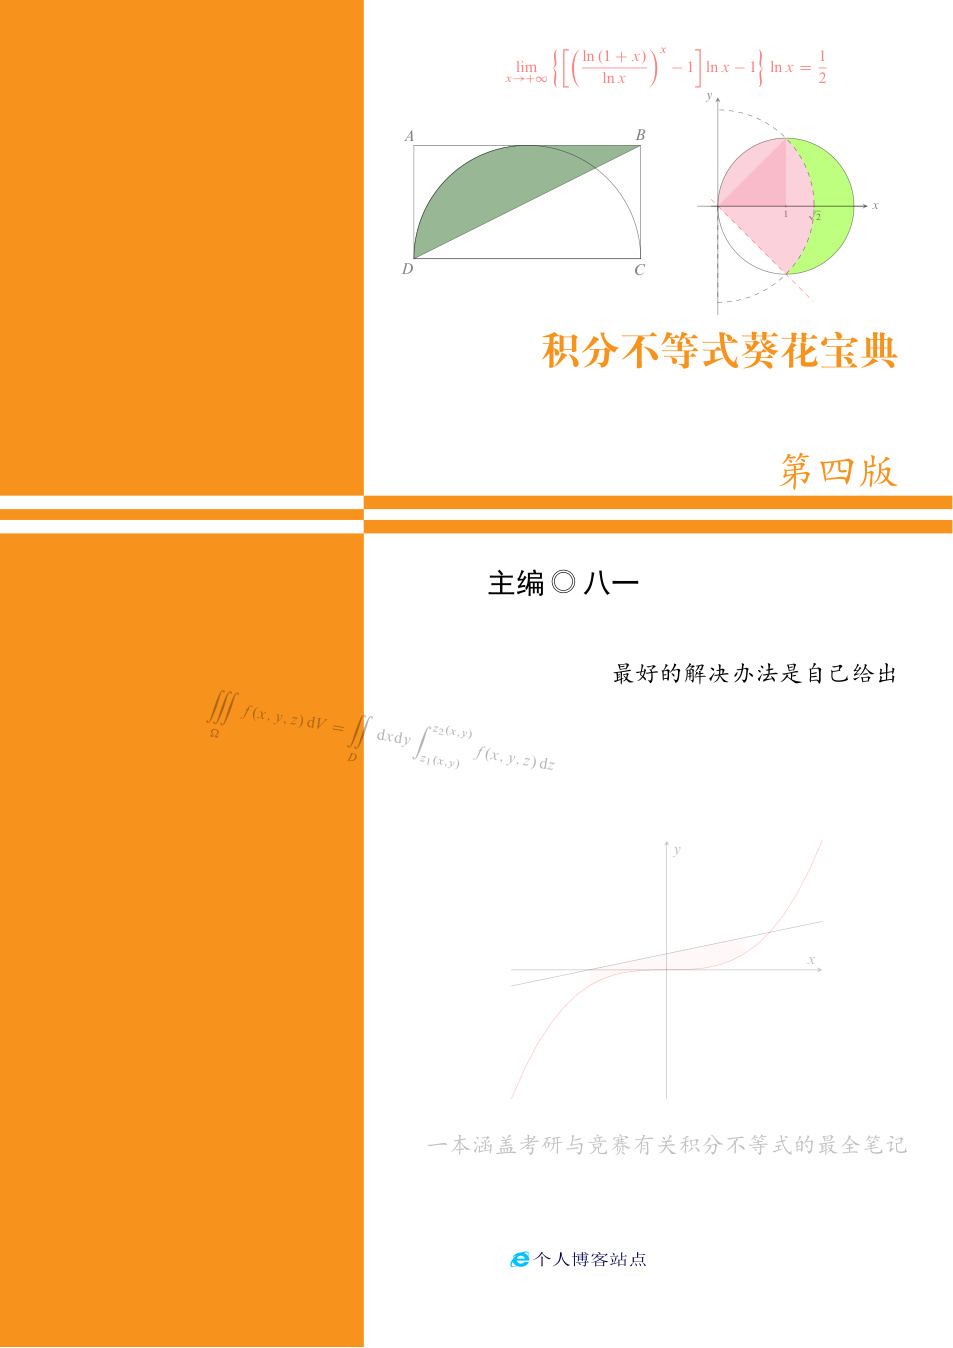 lim x→+∞ {[(ln (1 + x) / ln x)^x − 1] ln x − 1} ln x = 1/2
A
B
D
C
y
x
1
√2
积分不等式葵花宝典
第四版
主编 ◎ 八一
最好的解决办法是自己给出
∭_Ω f(x, y, z) dV = ∬_D dxdy ∫_{z₁(x,y)}^{z₂(x,y)} f(x, y, z) dz
y
x
一本涵盖考研与竞赛有关积分不等式的最全笔记
个人博客站点